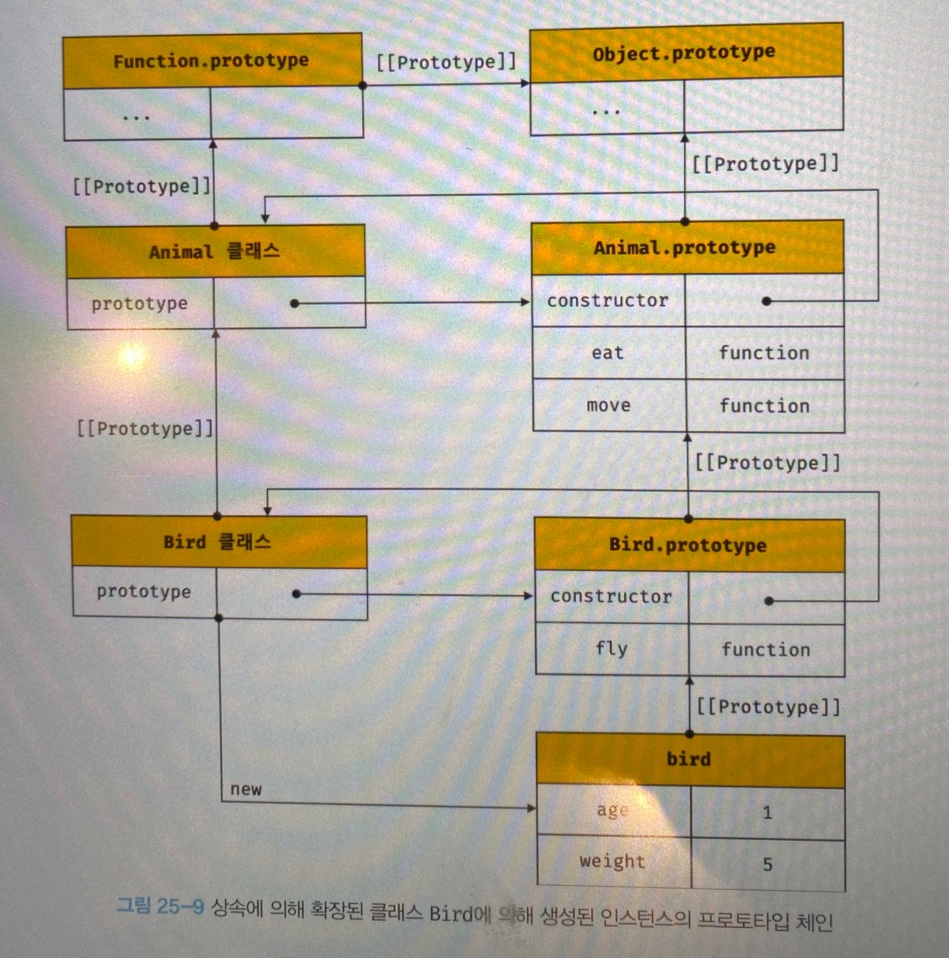 Function.prototype
[[Prototype]]
Object.prototype
...
...
[[Prototype]]
[[Prototype]]
Animal 클래스
Animal.prototype
prototype
constructor
eat
function
move
function
[[Prototype]]
[[Prototype]]
Bird 클래스
Bird.prototype
prototype
constructor
fly
function
[[Prototype]]
bird
new
age
1
weight
5
그림 25-9 상속에 의해 확장된 클래스 Bird에 의해 생성된 인스턴스의 프로토타입 체인